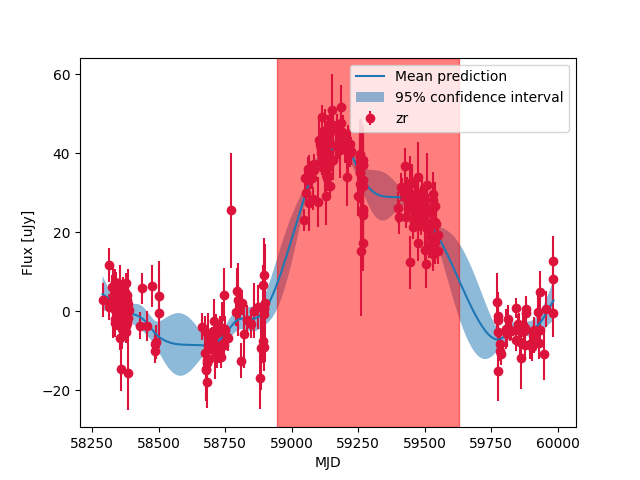 Mean prediction
95% confidence interval
zr
60
40
20
0
−20
Flux [uJy]
58250 58500 58750 59000 59250 59500 59750 60000
MJD